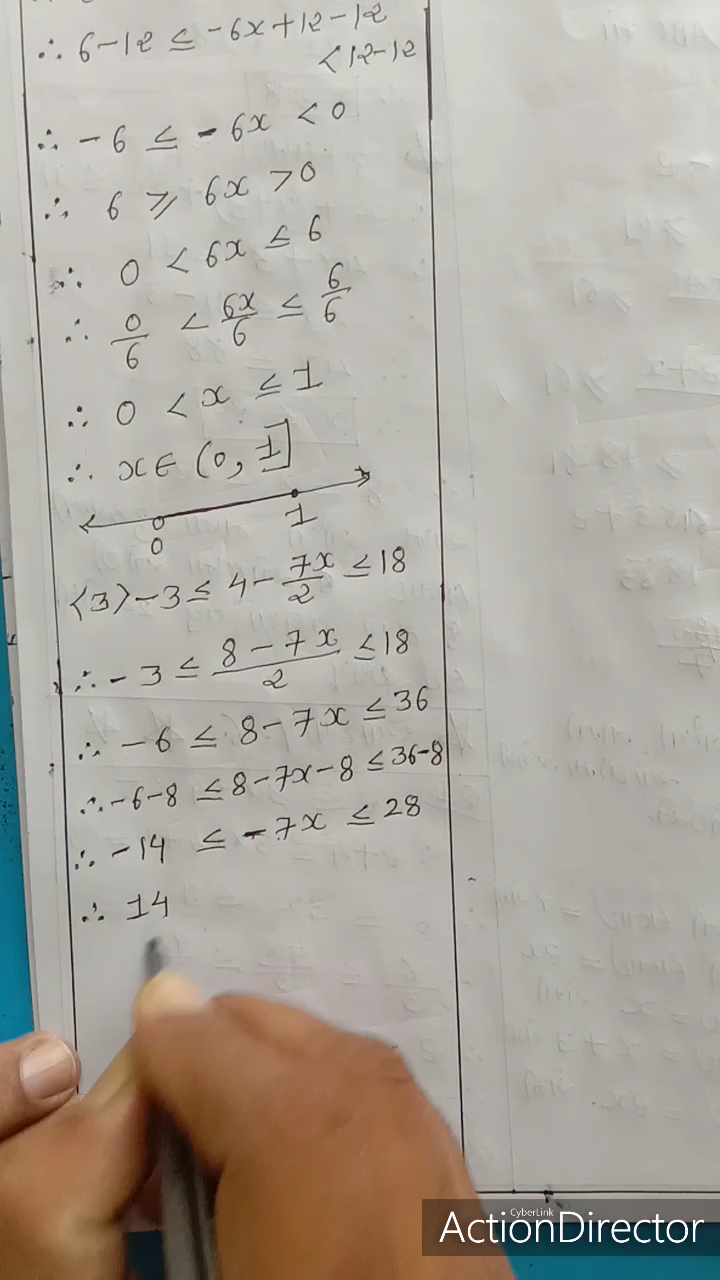 ∴ 6-12 ≤ -6x+12-12
<12-12
∴ -6 ≤ -6x <0
∴ 6 ≥ 6x >0
∴ 0 < 6x ≤ 6
∴ 0/6 < 6x/6 ≤ 6/6
∴ 0 < x ≤ 1
∴ x∈ (0, 1]
0 1
<3> -3 ≤ 4 - 7x/2 ≤ 18
∴ -3 ≤ (8-7x)/2 ≤ 18
∴ -6 ≤ 8-7x ≤ 36
∴ -6-8 ≤ 8-7x-8 ≤ 36-8
∴ -14 ≤ -7x ≤ 28
∴ 14
CyberLink
ActionDirector